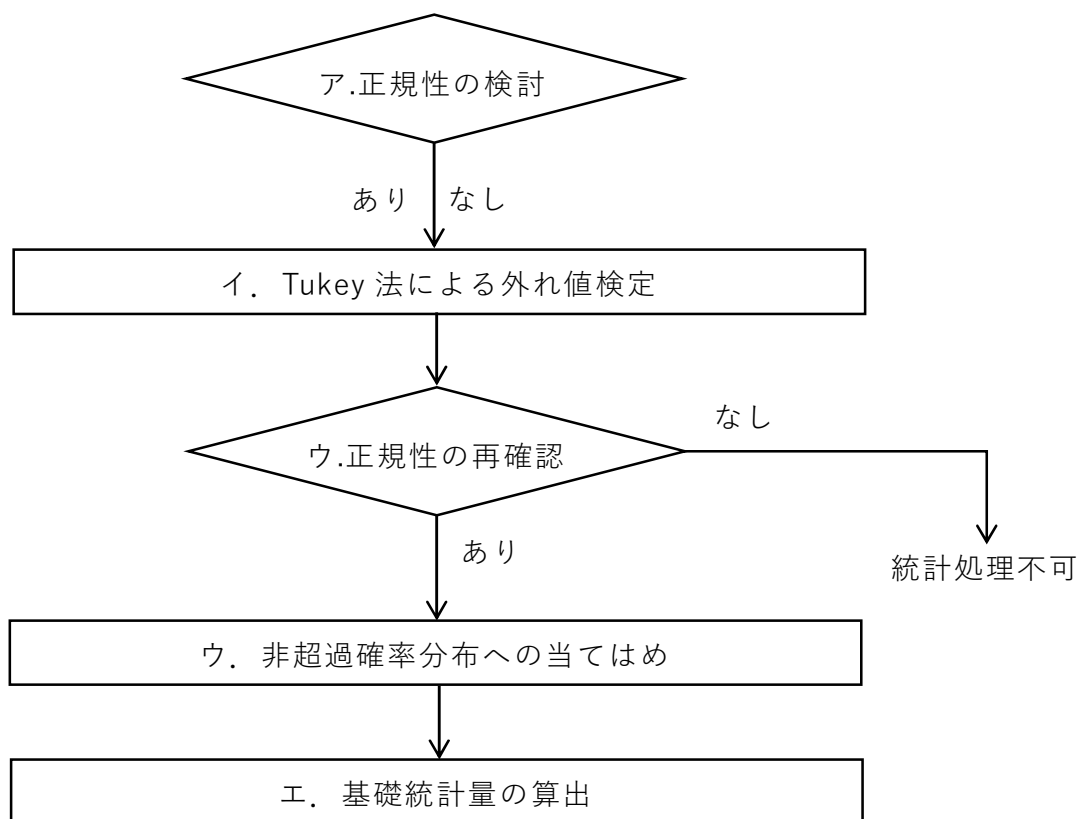 ア.正規性の検討
あり なし
イ．Tukey 法による外れ値検定
なし
ウ.正規性の再確認
あり
統計処理不可
ウ．非超過確率分布への当てはめ
エ．基礎統計量の算出